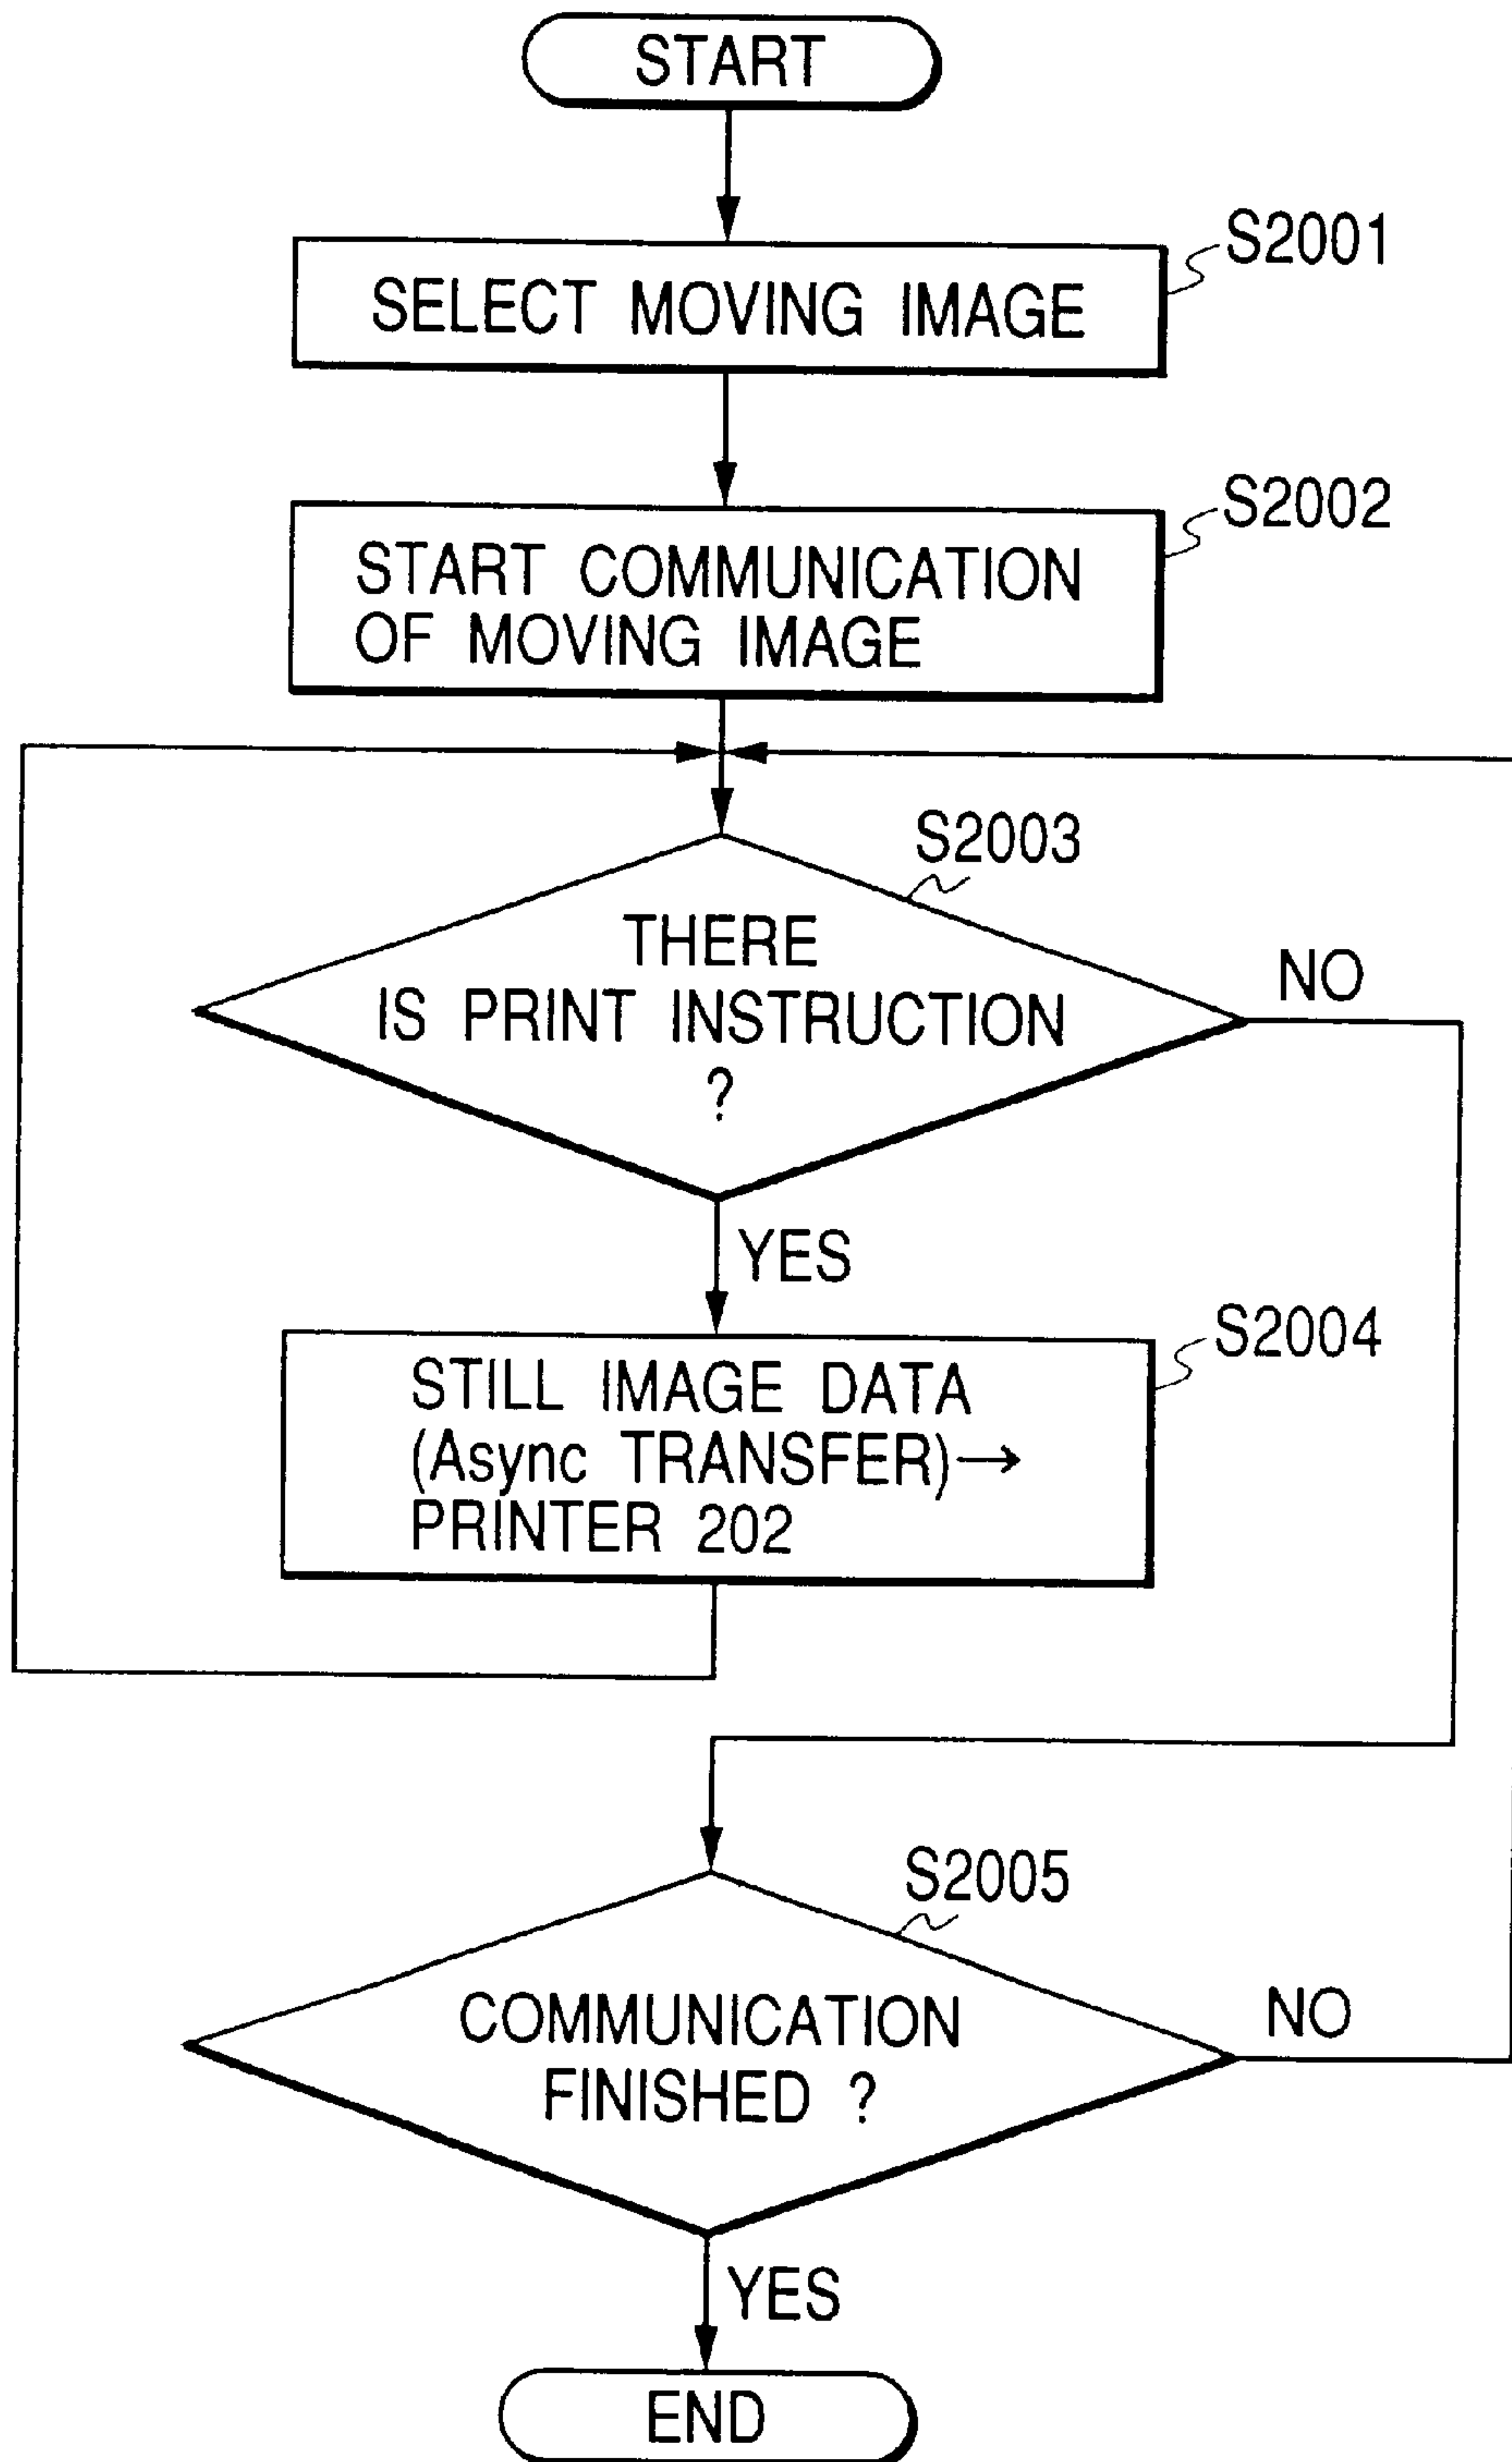 START
S2001
SELECT MOVING IMAGE
S2002
START COMMUNICATION
OF MOVING IMAGE
S2003
THERE
IS PRINT INSTRUCTION
?
NO
YES
S2004
STILL IMAGE DATA
(Async TRANSFER)→
PRINTER 202
S2005
COMMUNICATION
FINISHED ?
NO
YES
END